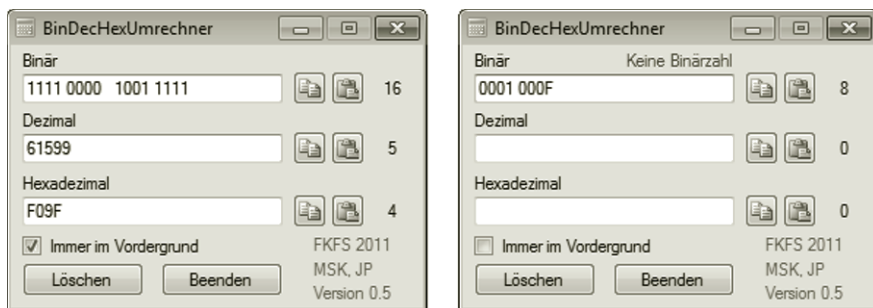 BinDecHexUmrechner
Binär
1111 0000   1001 1111 16
Dezimal
61599 5
Hexadezimal
F09F 4
Immer im Vordergrund FKFS 2011
MSK, JP
Löschen Beenden
Version 0.5
BinDecHexUmrechner
Binär Keine Binärzahl
0001 000F 8
Dezimal
0
Hexadezimal
0
Immer im Vordergrund FKFS 2011
MSK, JP
Löschen Beenden
Version 0.5